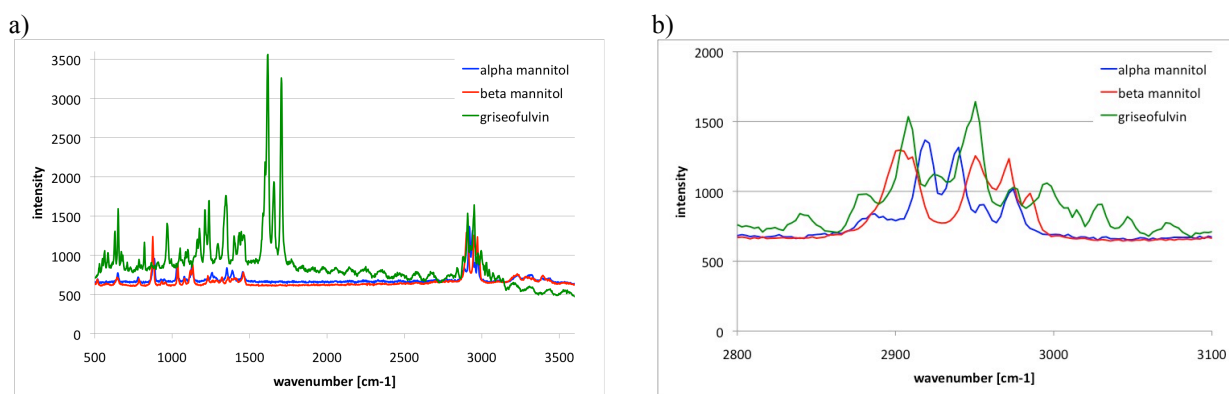 a)
3500
3000
2500
2000
1500
1000
500
0
intensity
alpha mannitol
beta mannitol
griseofulvin
500 1000 1500 2000 2500 3000 3500
wavenumber [cm-1]
b)
2000
1500
1000
500
0
intensity
alpha mannitol
beta mannitol
griseofulvin
2800 2900 3000 3100
wavenumber [cm-1]